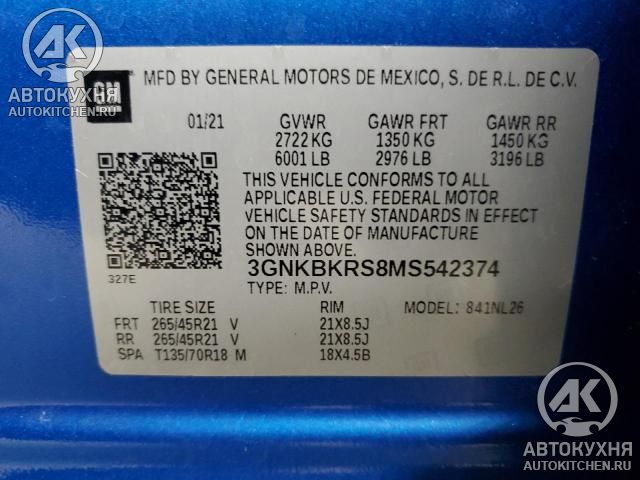 АВТОКУХНЯ
AUTOKITCHEN.RU
GM
MFD BY GENERAL MOTORS DE MEXICO, S. DE R.L. DE C.V.
01/21 GVWR GAWR FRT GAWR RR
2722 KG 1350 KG 1450 KG
6001 LB 2976 LB 3196 LB
THIS VEHICLE CONFORMS TO ALL
APPLICABLE U.S. FEDERAL MOTOR
VEHICLE SAFETY STANDARDS IN EFFECT
ON THE DATE OF MANUFACTURE
SHOWN ABOVE
3GNKBKRS8MS542374
327E
TYPE: M.P.V.
TIRE SIZE RIM MODEL: 841NL26
FRT 265/45R21 V 21X8.5J
RR 265/45R21 V 21X8.5J
SPA T135/70R18 M 18X4.5B
АК
АВТОКУХНЯ
AUTOKITCHEN.RU